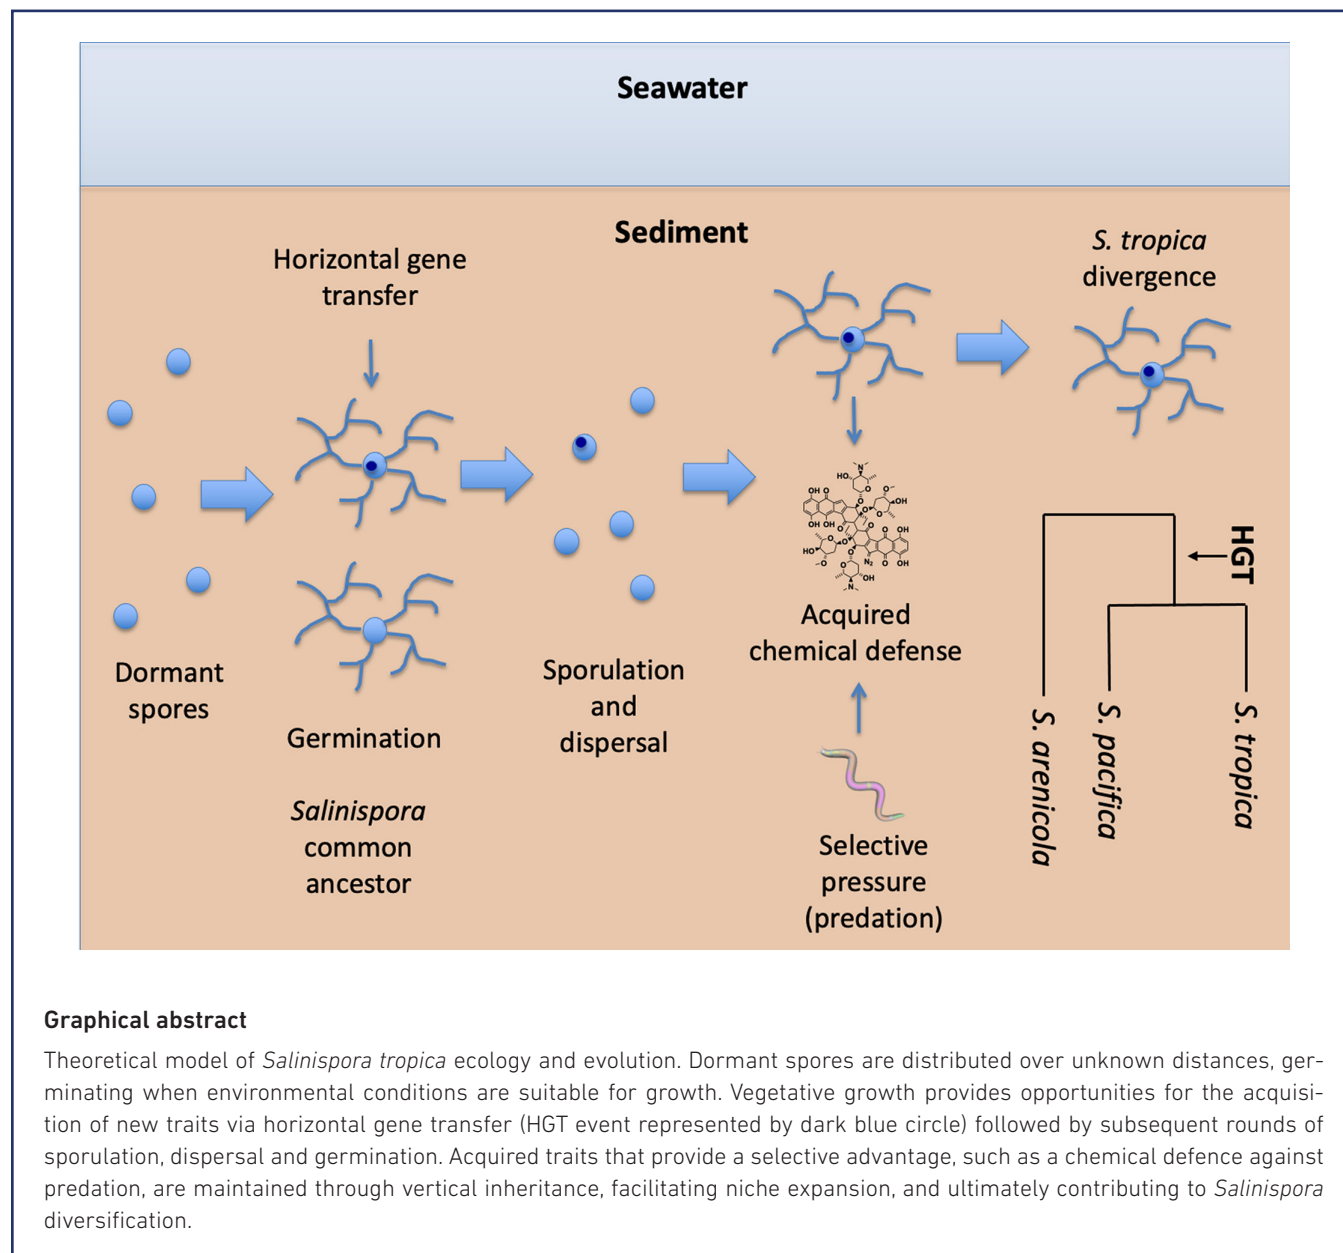 Seawater
Sediment
Horizontal gene
transfer
S. tropica
divergence
Dormant
spores
Germination
Salinispora
common
ancestor
Sporulation
and
dispersal
Acquired
chemical defense
Selective
pressure
(predation)
HGT
S. arenicola
S. pacifica
S. tropica
Graphical abstract
Theoretical model of Salinispora tropica ecology and evolution. Dormant spores are distributed over unknown distances, ger-
minating when environmental conditions are suitable for growth. Vegetative growth provides opportunities for the acquisi-
tion of new traits via horizontal gene transfer (HGT event represented by dark blue circle) followed by subsequent rounds of
sporulation, dispersal and germination. Acquired traits that provide a selective advantage, such as a chemical defence against
predation, are maintained through vertical inheritance, facilitating niche expansion, and ultimately contributing to Salinispora
diversification.